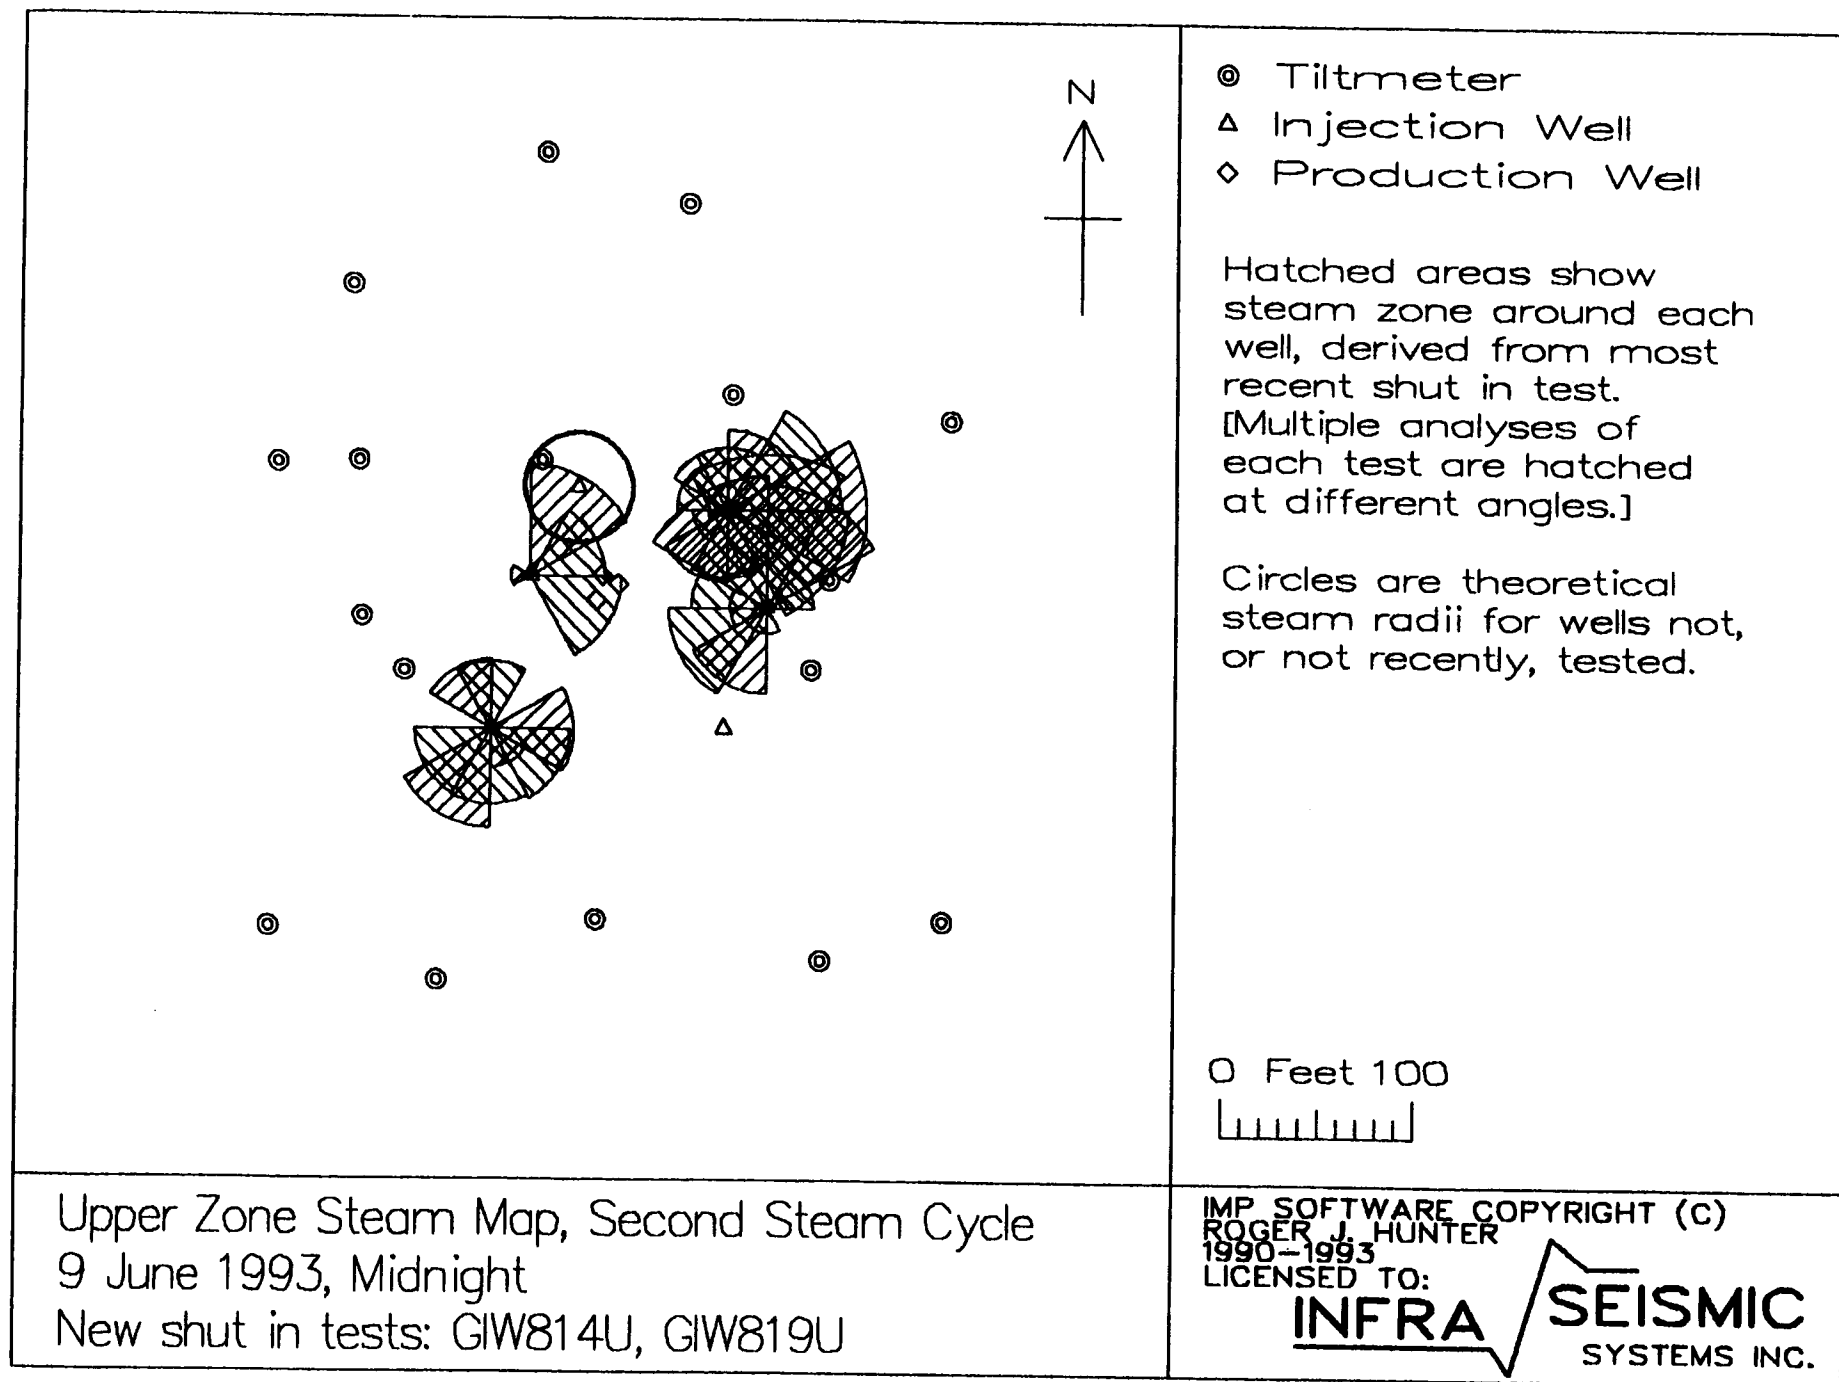 N
Tiltmeter
Injection Well
Production Well
Hatched areas show
steam zone around each
well, derived from most
recent shut in test.
[Multiple analyses of
each test are hatched
at different angles.]
Circles are theoretical
steam radii for wells not,
or not recently, tested.
0 Feet 100
Upper Zone Steam Map, Second Steam Cycle
9 June 1993, Midnight
New shut in tests: GIW814U, GIW819U
IMP SOFTWARE COPYRIGHT (C)
ROGER J. HUNTER
1990-1993
LICENSED TO:
INFRA SEISMIC
SYSTEMS INC.